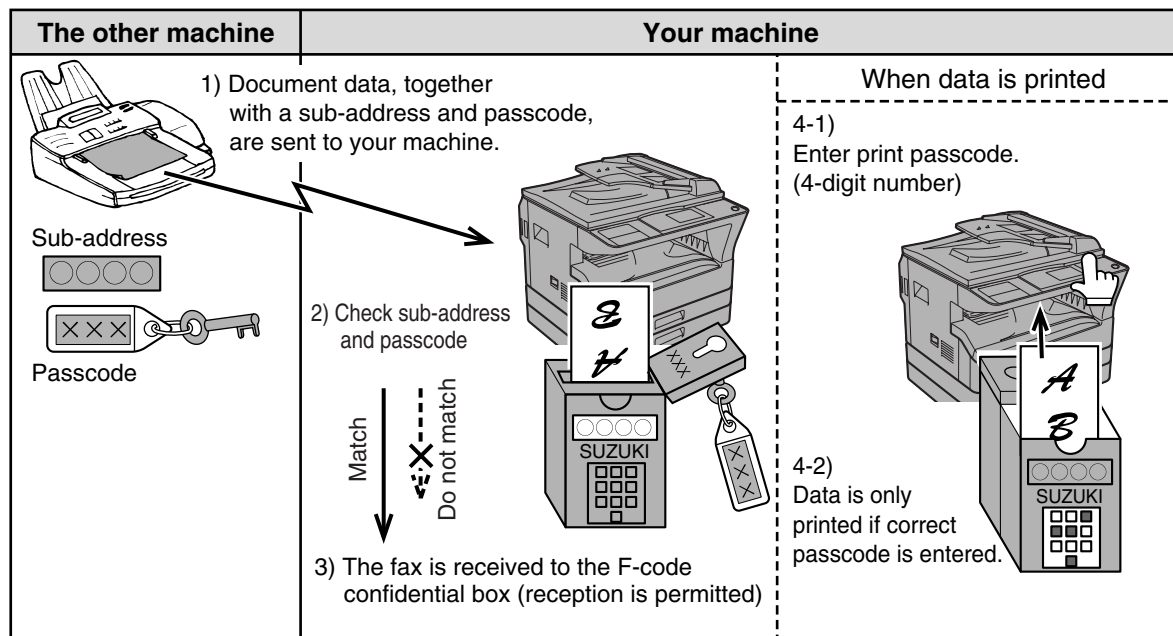 The other machine
Your machine
1) Document data, together
with a sub-address and passcode,
are sent to your machine.
Sub-address
×××
Passcode
2) Check sub-address
and passcode
Match
Do not match
B
A
×××
×××
SUZUKI
3) The fax is received to the F-code
confidential box (reception is permitted)
When data is printed
4-1)
Enter print passcode.
(4-digit number)
A
B
SUZUKI
4-2)
Data is only
printed if correct
passcode is entered.